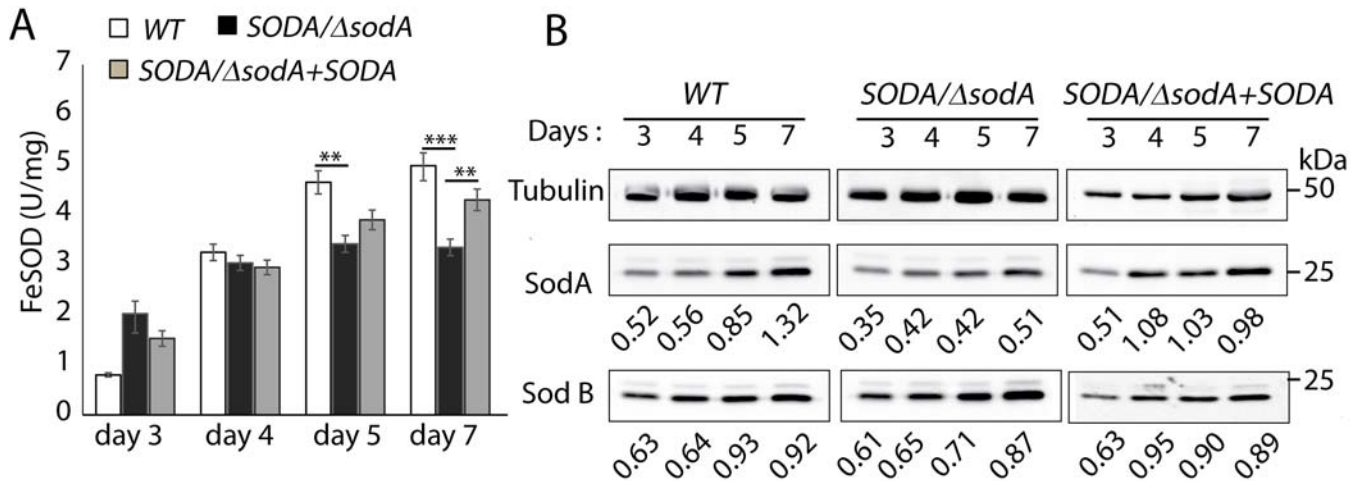 A
WT
SODA/ΔsodA
SODA/ΔsodA+SODA
FeSOD (U/mg)
7
6
5
4
3
2
1
0
**
***
**
day 3
day 4
day 5
day 7
B
WT
SODA/ΔsodA
SODA/ΔsodA+SODA
Days : 3 4 5 7 3 4 5 7 3 4 5 7
kDa
Tubulin
50
SodA
25
0.52 0.56 0.85 1.32 0.35 0.42 0.42 0.51 0.51 1.08 1.03 0.98
Sod B
25
0.63 0.64 0.93 0.92 0.61 0.65 0.71 0.87 0.63 0.95 0.90 0.89